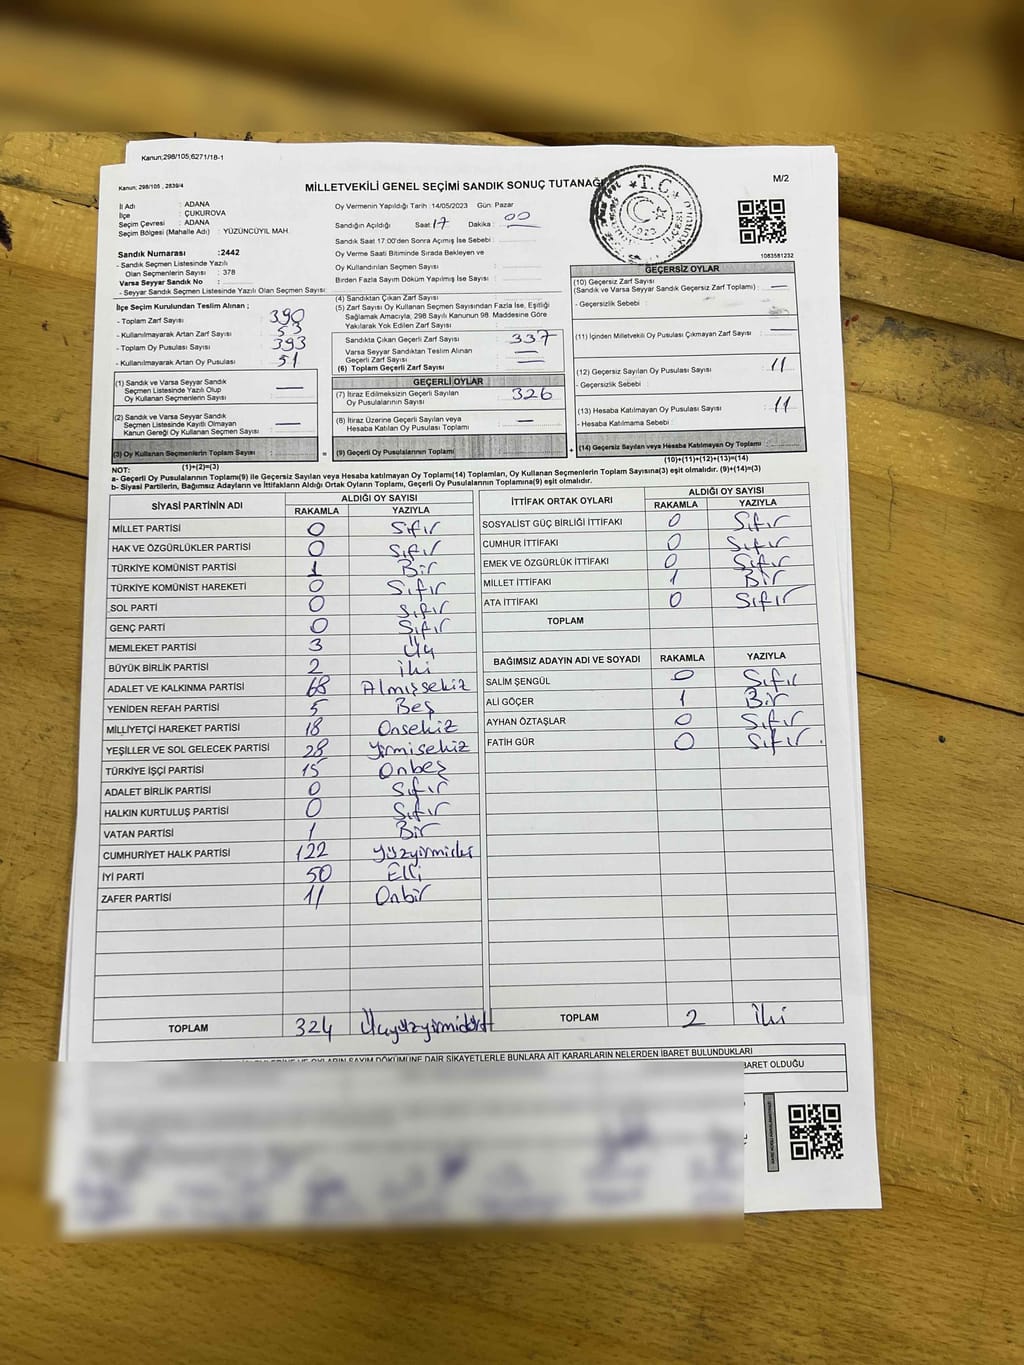 Kanun;298/105,6271/18-1
Kanun; 298/105 , 2839/4
MİLLETVEKİLİ GENEL SEÇİMİ SANDIK SONUÇ TUTANAĞI
M/2
İl Adı : ADANA
İlçe : ÇUKUROVA
Seçim Çevresi : ADANA
Seçim Bölgesi (Mahalle Adı) : YÜZÜNCÜYIL MAH.
Sandık Numarası :2442
- Sandık Seçmen Listesinde Yazılı
Olan Seçmenlerin Sayısı : 378
Varsa Seyyar Sandık No :
- Seyyar Sandık Seçmen Listesinde Yazılı Olan Seçmen Sayısı:
Oy Vermenin Yapıldığı Tarih :14/05/2023 Gün: Pazar
Sandığın Açıldığı Saat: 17 Dakika : 00
Sandık Saat 17.00'den Sonra Açılmış İse Sebebi :
Oy Verme Saati Bitiminde Sırada Bekleyen ve
Oy Kullandırılan Seçmen Sayısı :
Birden Fazla Sayım Döküm Yapılmış İse Sayısı :
T.C.
1923
1083581232
İlçe Seçim Kurulundan Teslim Alınan ;
- Toplam Zarf Sayısı : 390
- Kullanılmayarak Artan Zarf Sayısı : 53
- Toplam Oy Pusulası Sayısı : 393
- Kullanılmayarak Artan Oy Pusulası : 51
(1) Sandık ve Varsa Seyyar Sandık
Seçmen Listesinde Yazılı Olup
Oy Kullanan Seçmenlerin Sayısı : —
(2) Sandık ve Varsa Seyyar Sandık
Seçmen Listesinde Kayıtlı Olmayan
Kanun Gereği Oy Kullanan Seçmen Sayısı : —
(3) Oy Kullanan Seçmenlerin Toplam Sayısı :
(1)+(2)=(3)
(4) Sandıktan Çıkan Zarf Sayısı :
(5) Zarf Sayısı Oy Kullanan Seçmen Sayısından Fazla İse, Eşitliği
Sağlamak Amacıyla, 298 Sayılı Kanunun 98. Maddesine Göre
Yakılarak Yok Edilen Zarf Sayısı :
Sandıkta Çıkan Geçerli Zarf Sayısı : 337
Varsa Seyyar Sandıktan Teslim Alınan
Geçerli Zarf Sayısı : —
(6) Toplam Geçerli Zarf Sayısı : —
GEÇERLİ OYLAR
(7) İtiraz Edilmeksizin Geçerli Sayılan
Oy Pusulalarının Sayısı : 326
(8) İtiraz Üzerine Geçerli Sayılan veya
Hesaba Katılan Oy Pusulası Toplamı : —
= (9) Geçerli Oy Pusulalarının Toplamı :
GEÇERSİZ OYLAR
(10) Geçersiz Zarf Sayısı
(Sandık ve Varsa Seyyar Sandık Geçersiz Zarf Toplamı) : —
- Geçersizlik Sebebi :
(11) İçinden Milletvekili Oy Pusulası Çıkmayan Zarf Sayısı : —
(12) Geçersiz Sayılan Oy Pusulası Sayısı : 11
- Geçersizlik Sebebi :
(13) Hesaba Katılmayan Oy Pusulası Sayısı : 11
- Hesaba Katılmama Sebebi :
+ (14) Geçersiz Sayılan veya Hesaba Katılmayan Oy Toplamı :
(10)+(11)+(12)+(13)=(14)
NOT:
a- Geçerli Oy Pusulalarının Toplamı(9) ile Geçersiz Sayılan veya Hesaba katılmayan Oy Toplamı(14) Toplamları, Oy Kullanan Seçmenlerin Toplam Sayısına(3) eşit olmalıdır. (9)+(14)=(3)
b- Siyasi Partilerin, Bağımsız Adayların ve İttifakların Aldığı Ortak Oyların Toplamı, Geçerli Oy Pusulalarının Toplamına(9) eşit olmalıdır.
SİYASİ PARTİNİN ADI ALDIĞI OY SAYISI
RAKAMLA YAZIYLA
MİLLET PARTİSİ 0 Sıfır
HAK VE ÖZGÜRLÜKLER PARTİSİ 0 Sıfır
TÜRKİYE KOMÜNİST PARTİSİ 1 Bir
TÜRKİYE KOMÜNİST HAREKETİ 0 Sıfır
SOL PARTİ 0 Sıfır
GENÇ PARTİ 0 Sıfır
MEMLEKET PARTİSİ 3 Üç
BÜYÜK BİRLİK PARTİSİ 2 iki
ADALET VE KALKINMA PARTİSİ 68 Almışsekiz
YENİDEN REFAH PARTİSİ 5 Beş
MİLLİYETÇİ HAREKET PARTİSİ 18 Onsekiz
YEŞİLLER VE SOL GELECEK PARTİSİ 28 Yirmisekiz
TÜRKİYE İŞÇİ PARTİSİ 15 Onbeş
ADALET BİRLİK PARTİSİ 0 Sıfır
HALKIN KURTULUŞ PARTİSİ 0 Sıfır
VATAN PARTİSİ 1 Bir
CUMHURİYET HALK PARTİSİ 122 Yüzyirmiiki
İYİ PARTİ 50 Elli
ZAFER PARTİSİ 11 Onbir
TOPLAM 324 Üçyüzyirmidört
İTTİFAK ORTAK OYLARI ALDIĞI OY SAYISI
RAKAMLA YAZIYLA
SOSYALİST GÜÇ BİRLİĞİ İTTİFAKI 0 Sıfır
CUMHUR İTTİFAKI 0 Sıfır
EMEK VE ÖZGÜRLÜK İTTİFAKI 0 Sıfır
MİLLET İTTİFAKI 1 Bir
ATA İTTİFAKI 0 Sıfır
TOPLAM
BAĞIMSIZ ADAYIN ADI VE SOYADI RAKAMLA YAZIYLA
SALİM ŞENGÜL 0 Sıfır
ALİ GÖÇER 1 Bir
AYHAN ÖZTAŞLAR 0 Sıfır
FATİH GÜR 0 Sıfır.
TOPLAM 2 İki
OYLARIN SAYIM DÖKÜMÜNE DAİR ŞİKAYETLERLE BUNLARA AİT KARARLARIN NELERDEN İBARET BULUNDUKLARI
İBARET OLDUĞU